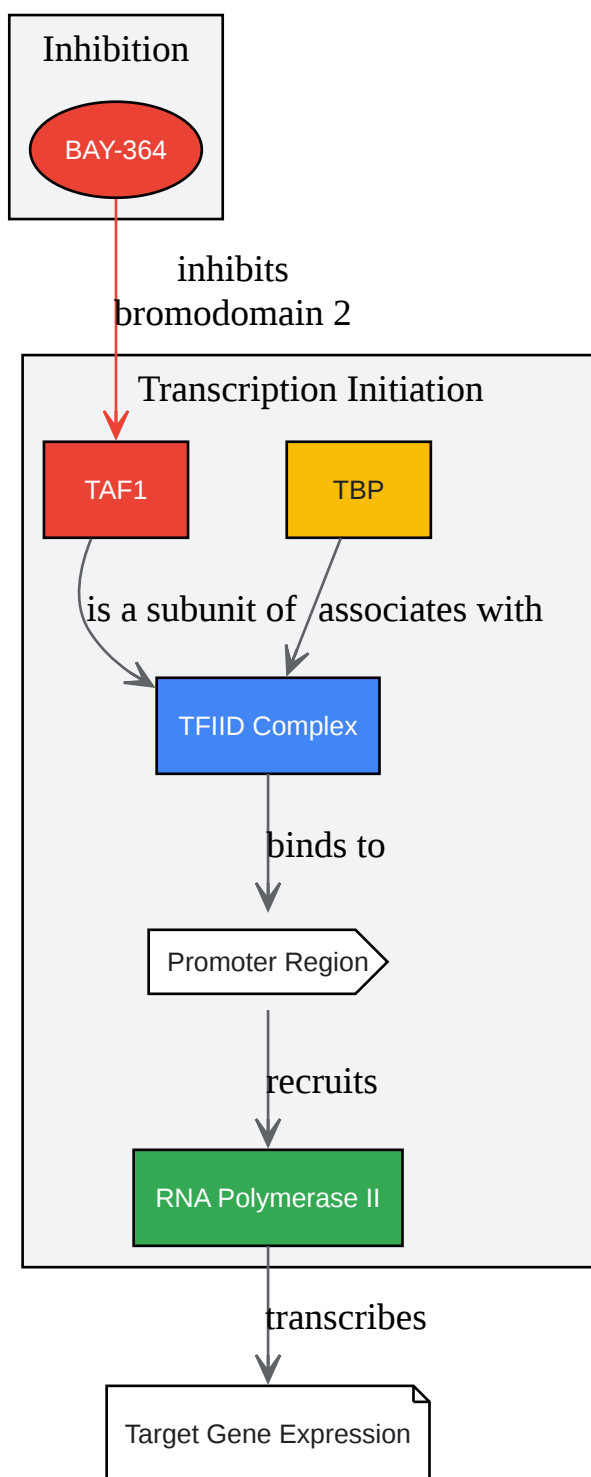 Inhibition
BAY-364
inhibits
bromodomain 2
Transcription Initiation
TAF1
TBP
is a subunit of
associates with
TFIID Complex
binds to
Promoter Region
recruits
RNA Polymerase II
transcribes
Target Gene Expression